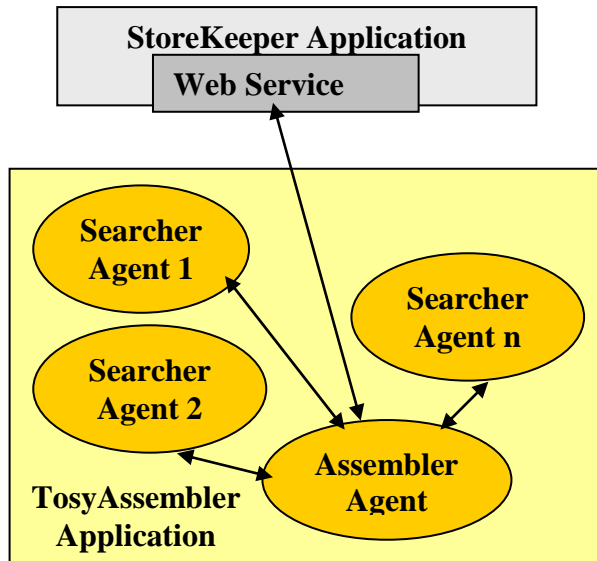 StoreKeeper Application
Web Service
Searcher
Agent 1
Searcher
Agent n
Searcher
Agent 2
Assembler
Agent
TosyAssembler
Application